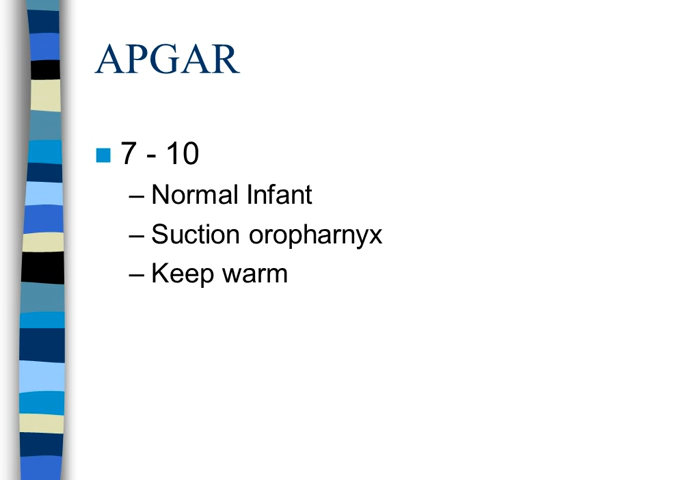 APGAR
7 - 10
– Normal Infant
– Suction oropharnyx
– Keep warm